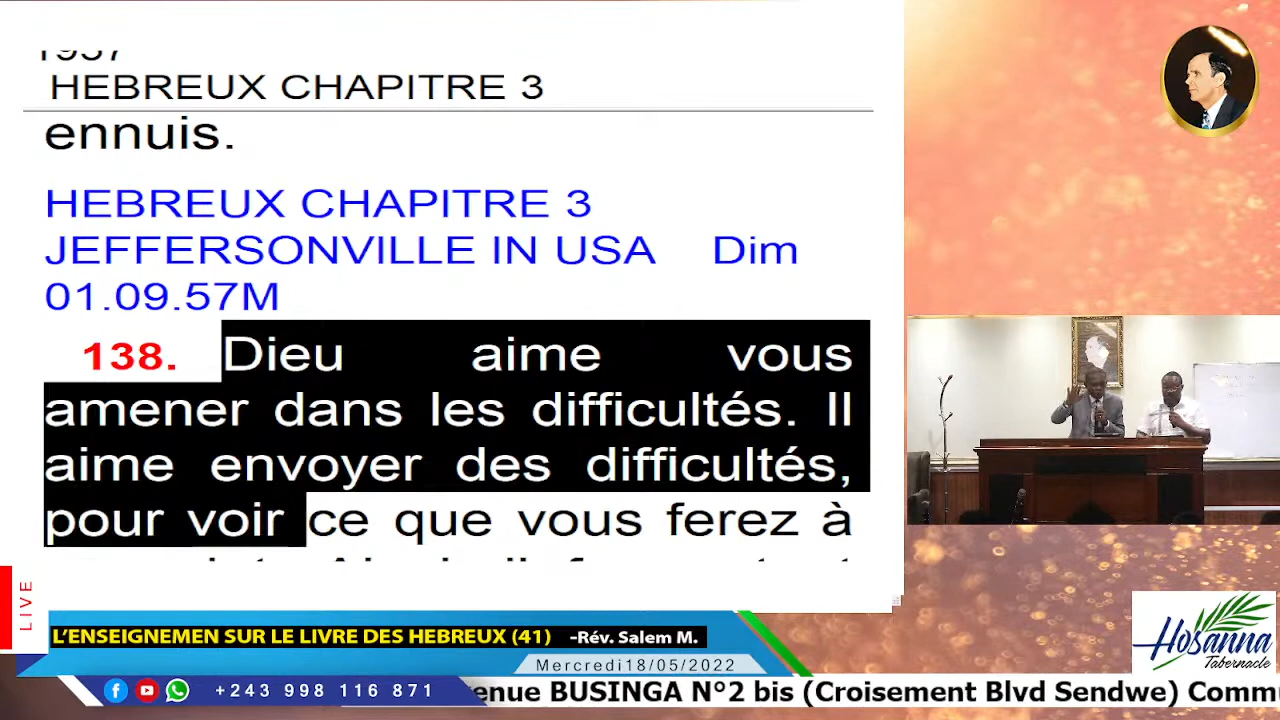 1957
HEBREUX CHAPITRE 3
ennuis.
HEBREUX CHAPITRE 3
JEFFERSONVILLE IN USA Dim
01.09.57M
138. Dieu aime vous
amener dans les difficultés. Il
aime envoyer des difficultés,
pour voir ce que vous ferez à
LIVE
L'ENSEIGNEMEN SUR LE LIVRE DES HEBREUX (41) -Rév. Salem M.
Mercredi18/05/2022
+243 998 116 871
enue BUSINGA N°2 bis (Croisement Blvd Sendwe) Commu
Hosanna
Tabernacle